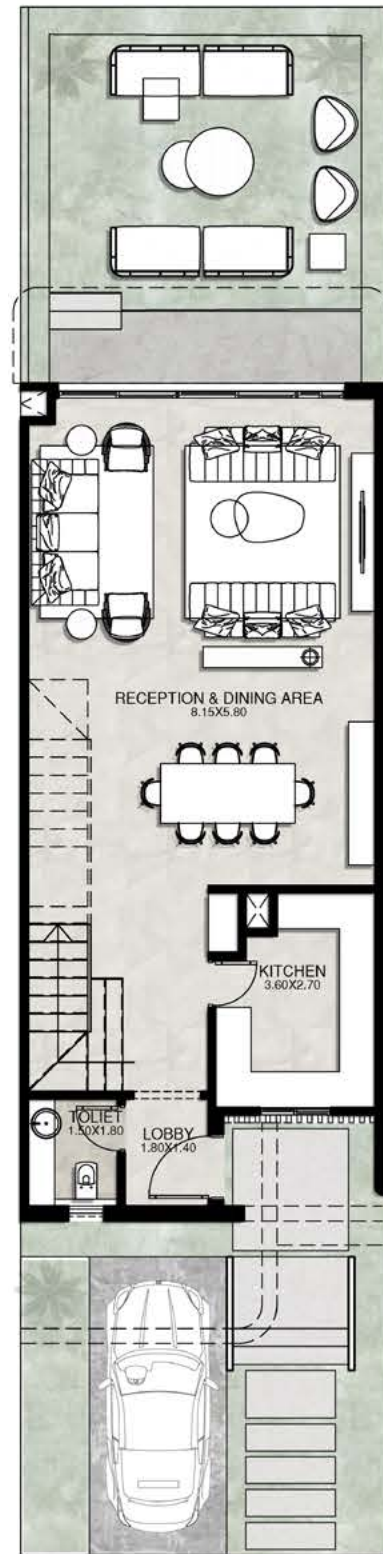 RECEPTION & DINING AREA
8.15X5.80
KITCHEN
3.60X2.70
TOLIET
1.50X1.80
LOBBY
1.80X1.40